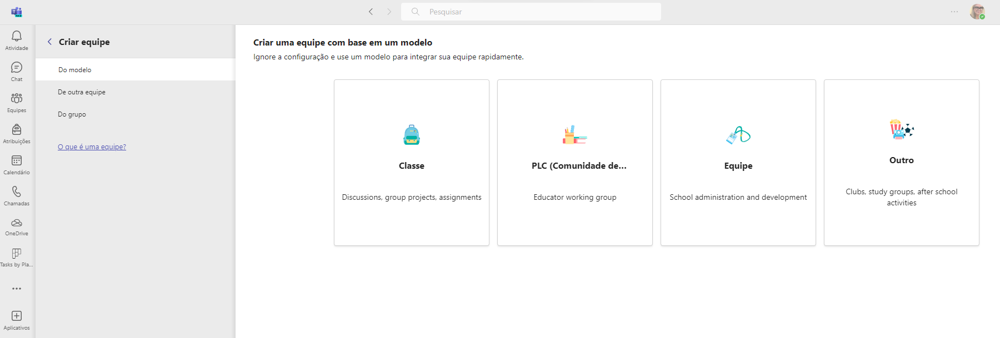 NEW
Pesquisar
Atividade
Chat
Equipes
Atribuições
Calendário
Chamadas
OneDrive
Tasks by Pla...
Aplicativos
Criar equipe
Do modelo
De outra equipe
Do grupo
O que é uma equipe?
Criar uma equipe com base em um modelo
Ignore a configuração e use um modelo para integrar sua equipe rapidamente.
Classe
Discussions, group projects, assignments
PLC (Comunidade de...
Educator working group
Equipe
School administration and development
Outro
Clubs, study groups, after school
activities